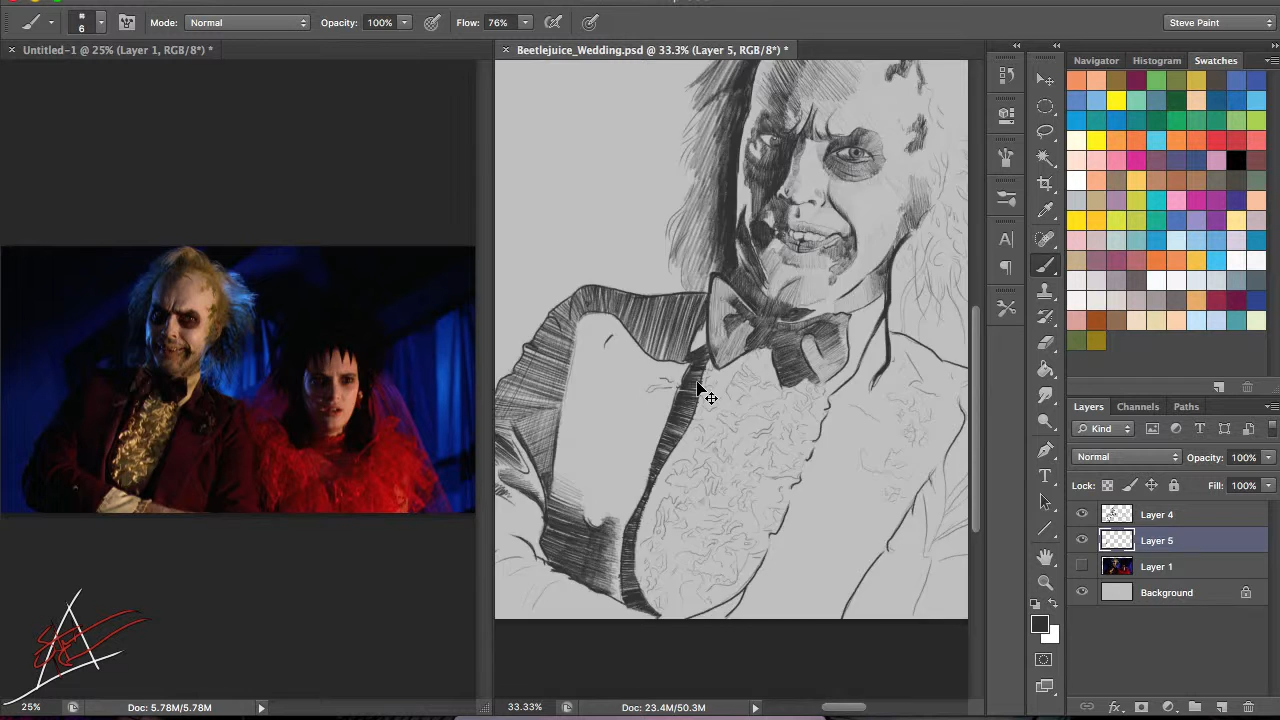 6
Mode: Normal
Opacity: 100%
Flow: 76%
Steve Paint
Untitled-1 @ 25% (Layer 1, RGB/8*) *
Beetlejuice_Wedding.psd @ 33.3% (Layer 5, RGB/8*) *
Navigator
Histogram
Swatches
Layers
Channels
Paths
Kind
Normal
Opacity: 100%
Lock:
Fill: 100%
Layer 4
Layer 5
Layer 1
Background
25%
Doc: 5.78M/5.78M
33.33%
Doc: 23.4M/50.3M